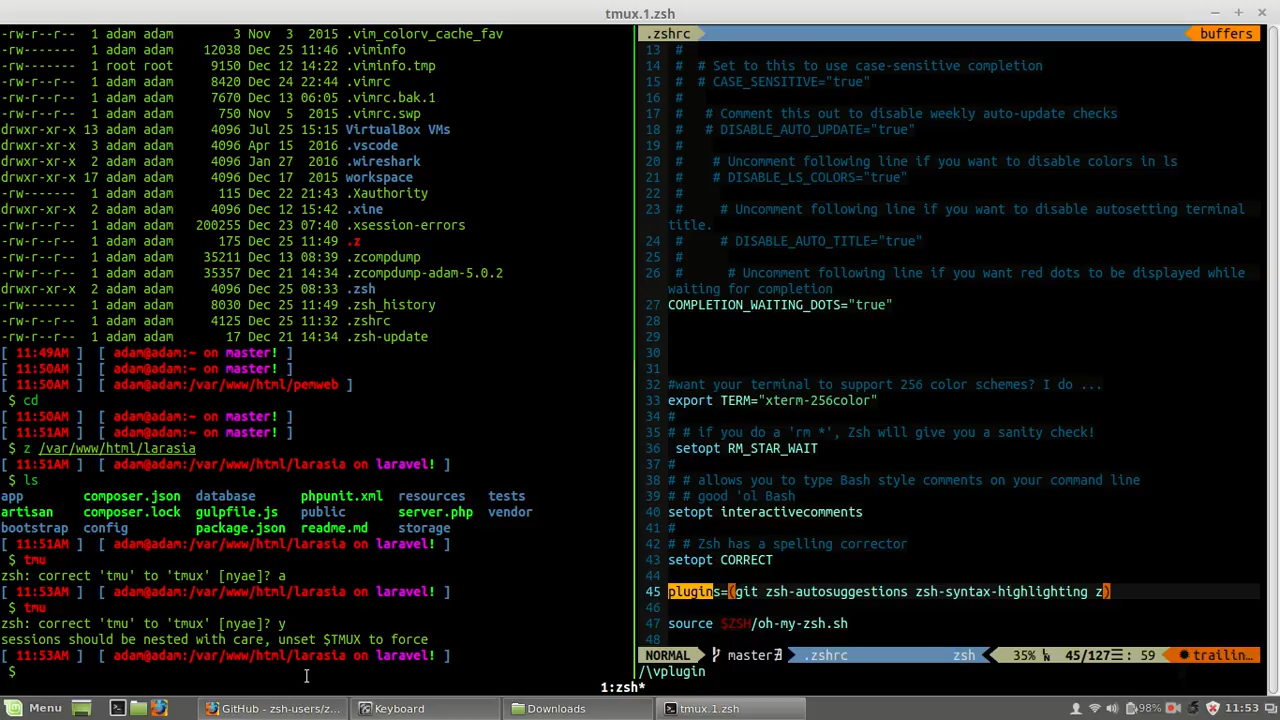 tmux.1.zsh
-rw-r--r-- 1 adam adam 3 Nov 3 2015 .vim_colorv_cache_fav
-rw------- 1 adam adam 12038 Dec 25 11:46 .viminfo
-rw------- 1 root root 9150 Dec 12 14:22 .viminfo.tmp
-rw-r--r-- 1 adam adam 8420 Dec 24 22:44 .vimrc
-rw-r--r-- 1 adam adam 7670 Dec 13 06:05 .vimrc.bak.1
-rw-r--r-- 1 adam adam 750 Nov 5 2015 .vimrc.swp
drwxr-xr-x 13 adam adam 4096 Jul 25 15:15 VirtualBox VMs
drwxr-xr-x 3 adam adam 4096 Apr 15 2016 .vscode
drwxr-xr-x 2 adam adam 4096 Jan 27 2016 .wireshark
drwxr-xr-x 17 adam adam 4096 Dec 17 2015 workspace
-rw------- 1 adam adam 115 Dec 22 21:43 .Xauthority
drwxr-xr-x 2 adam adam 4096 Dec 12 15:42 .xine
-rw------- 1 adam adam 200255 Dec 23 07:40 .xsession-errors
-rw------- 1 adam adam 175 Dec 25 11:49 .z
-rw-r--r-- 1 adam adam 35211 Dec 13 08:39 .zcompdump
-rw-r--r-- 1 adam adam 35357 Dec 21 14:34 .zcompdump-adam-5.0.2
drwxr-xr-x 2 adam adam 4096 Dec 25 08:33 .zsh
-rw------- 1 adam adam 8030 Dec 25 11:49 .zsh_history
-rw-r--r-- 1 adam adam 4125 Dec 25 11:32 .zshrc
-rw-r--r-- 1 adam adam 17 Dec 21 14:34 .zsh-update
[ 11:49AM ] [ adam@adam:~ on master! ]
[ 11:50AM ] [ adam@adam:~ on master! ]
[ 11:50AM ] [ adam@adam:/var/www/html/pemweb ]
$ cd
[ 11:50AM ] [ adam@adam:~ on master! ]
[ 11:51AM ] [ adam@adam:~ on master! ]
$ z /var/www/html/larasia
[ 11:51AM ] [ adam@adam:/var/www/html/larasia on laravel! ]
$ ls
app composer.json database phpunit.xml resources tests
artisan composer.lock gulpfile.js public server.php vendor
bootstrap config package.json readme.md storage
[ 11:51AM ] [ adam@adam:/var/www/html/larasia on laravel! ]
$ tmu
zsh: correct 'tmu' to 'tmux' [nyae]? a
[ 11:53AM ] [ adam@adam:/var/www/html/larasia on laravel! ]
$ tmu
zsh: correct 'tmu' to 'tmux' [nyae]? y
sessions should be nested with care, unset $TMUX to force
[ 11:53AM ] [ adam@adam:/var/www/html/larasia on laravel! ]
$
.zshrc buffers
13 #
14 # # Set to this to use case-sensitive completion
15 # # CASE_SENSITIVE="true"
16 #
17 # # Comment this out to disable weekly auto-update checks
18 # # DISABLE_AUTO_UPDATE="true"
19 #
20 # # Uncomment following line if you want to disable colors in ls
21 # # DISABLE_LS_COLORS="true"
22 #
23 # # Uncomment following line if you want to disable autosetting terminal
title.
24 # # DISABLE_AUTO_TITLE="true"
25 #
26 # # Uncomment following line if you want red dots to be displayed while
waiting for completion
27 COMPLETION_WAITING_DOTS="true"
28
29
30
31
32 #want your terminal to support 256 color schemes? I do ...
33 export TERM="xterm-256color"
34 #
35 # # if you do a 'rm *', Zsh will give you a sanity check!
36 setopt RM_STAR_WAIT
37 #
38 # # allows you to type Bash style comments on your command line
39 # # good 'ol Bash
40 setopt interactivecomments
41 #
42 # # Zsh has a spelling corrector
43 setopt CORRECT
44
45 plugins=(git zsh-autosuggestions zsh-syntax-highlighting z)
46
47 source $ZSH/oh-my-zsh.sh
48
NORMAL master .zshrc zsh 35% 45/127 : 59 trailin…
/\vplugin
1:zsh*
Menu GitHub - zsh-users/z... Keyboard Downloads tmux.1.zsh 98% 11:53